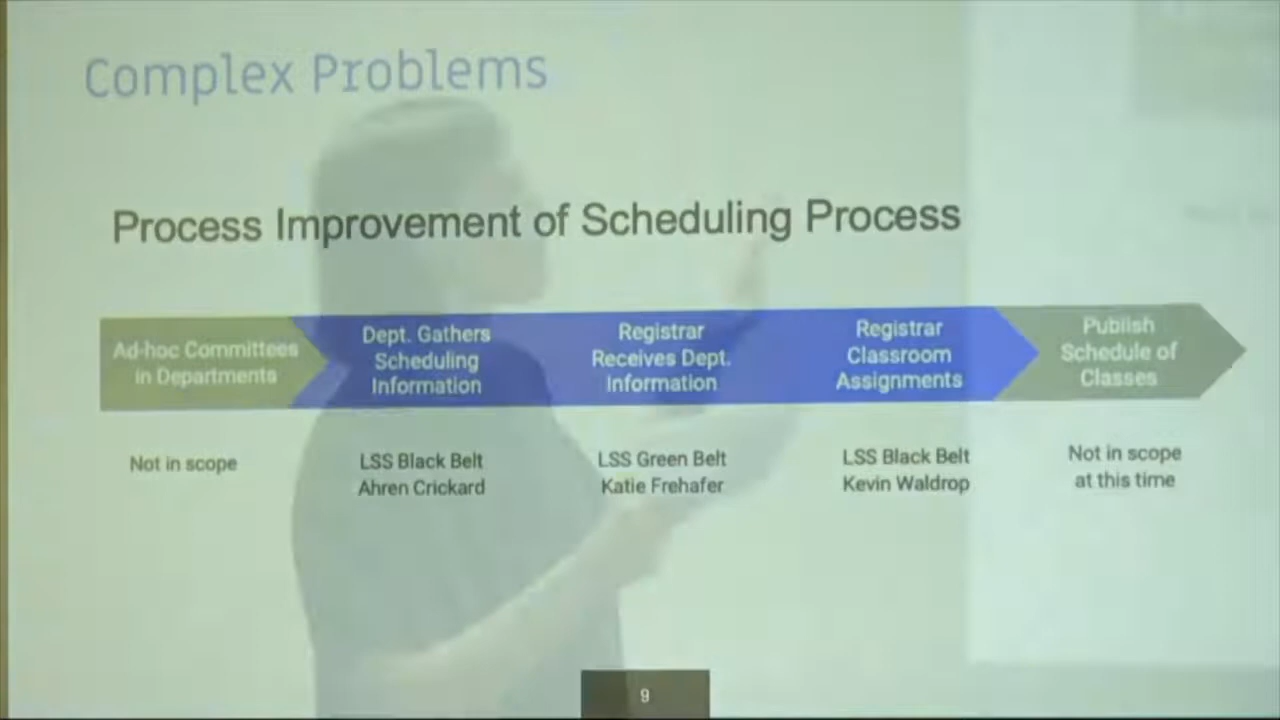 Complex Problems
Process Improvement of Scheduling Process
Ad-hoc Committees
in Departments
Dept. Gathers
Scheduling
Information
Registrar
Receives Dept.
Information
Registrar
Classroom
Assignments
Publish
Schedule of
Classes
Not in scope
LSS Black Belt
Ahren Crickard
LSS Green Belt
Katie Frehafer
LSS Black Belt
Kevin Waldrop
Not in scope
at this time
9